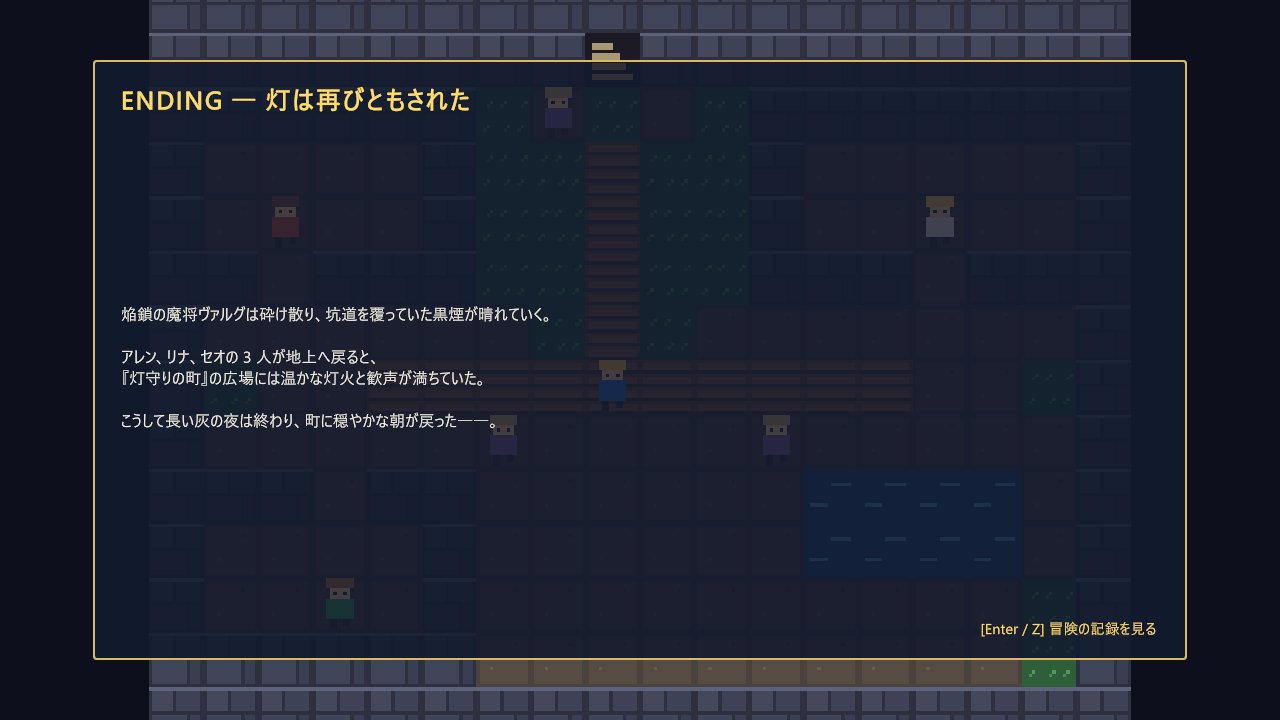 ENDING — 灯は再びともされた
焔鎖の魔将ヴァルグは砕け散り、坑道を覆っていた黒煙が晴れていく。
アレン、リナ、セオの 3 人が地上へ戻ると、
『灯守りの町』の広場には温かな灯火と歓声が満ちていた。
こうして長い灰の夜は終わり、町に穏やかな朝が戻った――。
[Enter / Z] 冒険の記録を見る